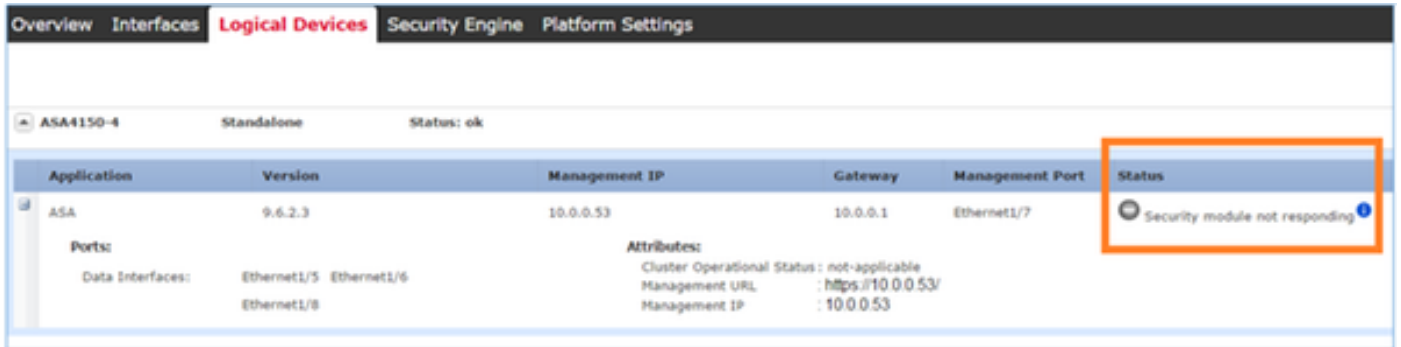 Overview Interfaces Logical Devices Security Engine Platform Settings
ASA4150-4 Standalone Status: ok
Application Version Management IP Gateway Management Port Status
ASA 9.6.2.3 10.0.0.53 10.0.0.1 Ethernet1/7 Security module not responding
Ports: Attributes:
Cluster Operational Status : not-applicable
Data Interfaces: Ethernet1/5 Ethernet1/6 Management URL : https://10.0.0.53/
Ethernet1/8 Management IP : 10.0.0.53